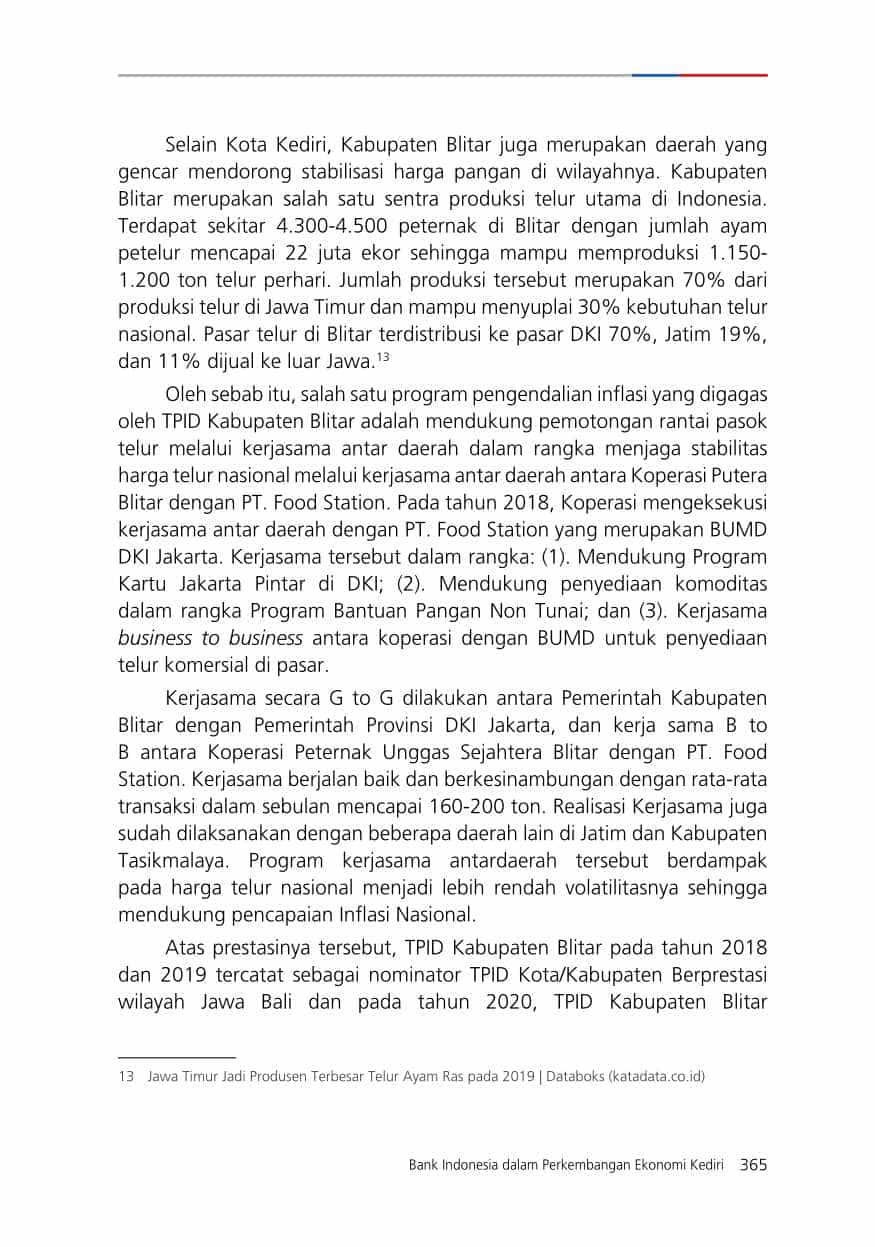 Selain Kota Kediri, Kabupaten Blitar juga merupakan daerah yang
gencar mendorong stabilisasi harga pangan di wilayahnya. Kabupaten
Blitar merupakan salah satu sentra produksi telur utama di Indonesia.
Terdapat sekitar 4.300-4.500 peternak di Blitar dengan jumlah ayam
petelur mencapai 22 juta ekor sehingga mampu memproduksi 1.150-
1.200 ton telur perhari. Jumlah produksi tersebut merupakan 70% dari
produksi telur di Jawa Timur dan mampu menyuplai 30% kebutuhan telur
nasional. Pasar telur di Blitar terdistribusi ke pasar DKI 70%, Jatim 19%,
dan 11% dijual ke luar Jawa.13
Oleh sebab itu, salah satu program pengendalian inflasi yang digagas
oleh TPID Kabupaten Blitar adalah mendukung pemotongan rantai pasok
telur melalui kerjasama antar daerah dalam rangka menjaga stabilitas
harga telur nasional melalui kerjasama antar daerah antara Koperasi Putera
Blitar dengan PT. Food Station. Pada tahun 2018, Koperasi mengeksekusi
kerjasama antar daerah dengan PT. Food Station yang merupakan BUMD
DKI Jakarta. Kerjasama tersebut dalam rangka: (1). Mendukung Program
Kartu Jakarta Pintar di DKI; (2). Mendukung penyediaan komoditas
dalam rangka Program Bantuan Pangan Non Tunai; dan (3). Kerjasama
business to business antara koperasi dengan BUMD untuk penyediaan
telur komersial di pasar.
Kerjasama secara G to G dilakukan antara Pemerintah Kabupaten
Blitar dengan Pemerintah Provinsi DKI Jakarta, dan kerja sama B to
B antara Koperasi Peternak Unggas Sejahtera Blitar dengan PT. Food
Station. Kerjasama berjalan baik dan berkesinambungan dengan rata-rata
transaksi dalam sebulan mencapai 160-200 ton. Realisasi Kerjasama juga
sudah dilaksanakan dengan beberapa daerah lain di Jatim dan Kabupaten
Tasikmalaya. Program kerjasama antardaerah tersebut berdampak
pada harga telur nasional menjadi lebih rendah volatilitasnya sehingga
mendukung pencapaian Inflasi Nasional.
Atas prestasinya tersebut, TPID Kabupaten Blitar pada tahun 2018
dan 2019 tercatat sebagai nominator TPID Kota/Kabupaten Berprestasi
wilayah Jawa Bali dan pada tahun 2020, TPID Kabupaten Blitar
13 Jawa Timur Jadi Produsen Terbesar Telur Ayam Ras pada 2019 | Databoks (katadata.co.id)
Bank Indonesia dalam Perkembangan Ekonomi Kediri 365